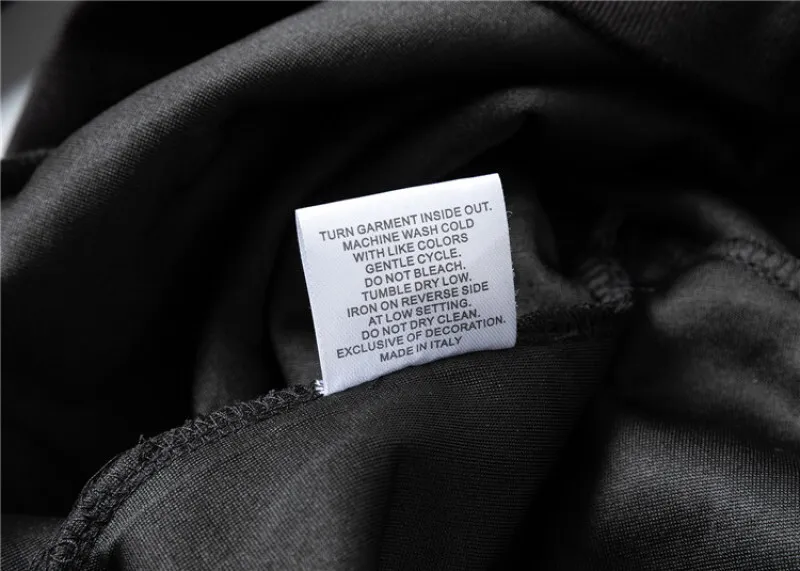 TURN GARMENT INSIDE OUT.
MACHINE WASH COLD
WITH LIKE COLORS
GENTLE CYCLE.
DO NOT BLEACH.
TUMBLE DRY LOW.
IRON ON REVERSE SIDE
AT LOW SETTING.
DO NOT DRY CLEAN.
EXCLUSIVE OF DECORATION.
MADE IN ITALY